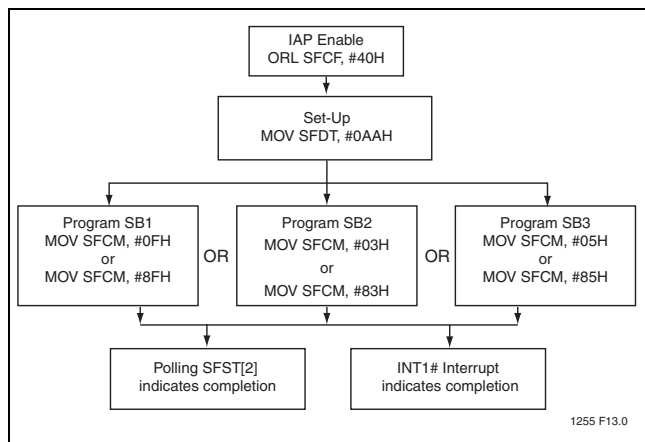 IAP Enable
ORL SFCF, #40H
Set-Up
MOV SFDT, #0AAH
Program SB1
MOV SFCM, #0FH
or
MOV SFCM, #8FH
OR
Program SB2
MOV SFCM, #03H
or
MOV SFCM, #83H
OR
Program SB3
MOV SFCM, #05H
or
MOV SFCM, #85H
Polling SFST[2]
indicates completion
INT1# Interrupt
indicates completion
1255 F13.0